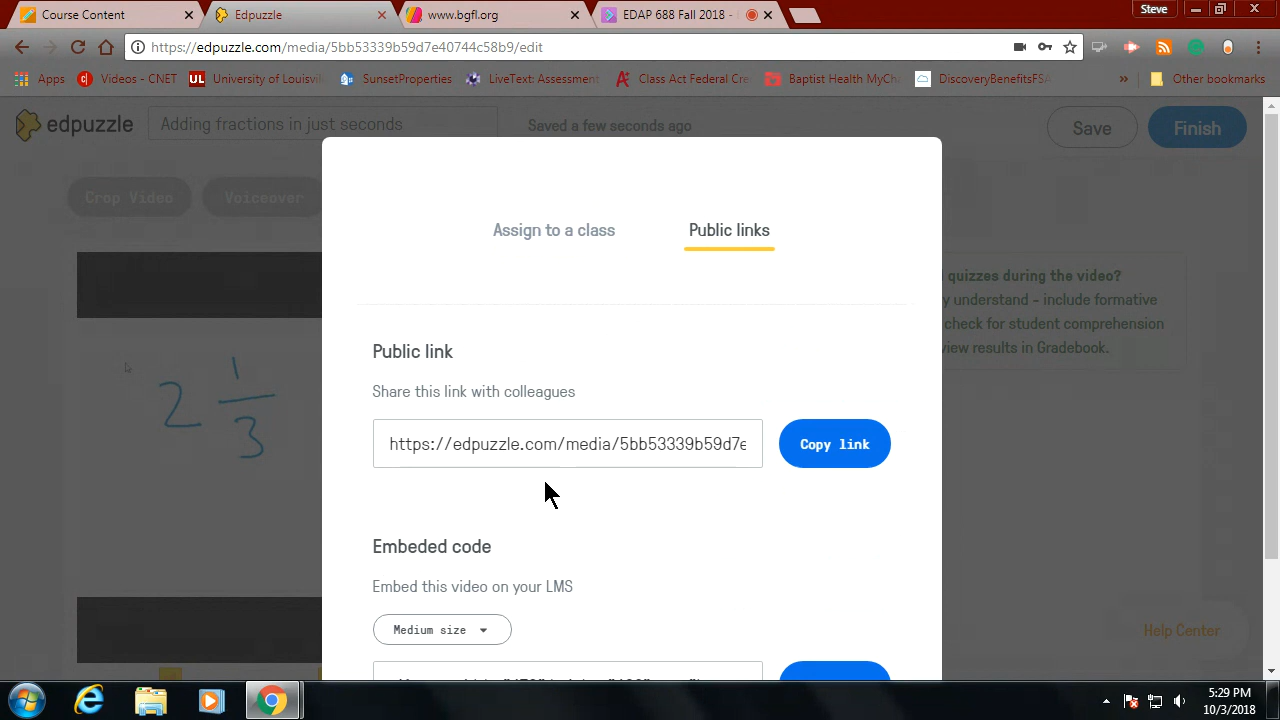 Course Content
Edpuzzle
www.bgfl.org
EDAP 688 Fall 2018 -
Steve
https://edpuzzle.com/media/5bb53339b59d7e40744c58b9/edit
Apps
Videos - CNET
University of Louisvil
SunsetProperties
LiveText: Assessment
Class Act Federal Cre
Baptist Health MyCha
DiscoveryBenefitsFSA
»
Other bookmarks
edpuzzle
Adding fractions in just seconds
Saved a few seconds ago
Save
Finish
Crop Video
Voiceover
Assign to a class
Public links
quizzes during the video?
y understand - include formative
check for student comprehension
view results in Gradebook.
2 1/3
Public link
Share this link with colleagues
https://edpuzzle.com/media/5bb53339b59d7e
Copy link
Embeded code
Embed this video on your LMS
Medium size
Help Center
5:29 PM
10/3/2018